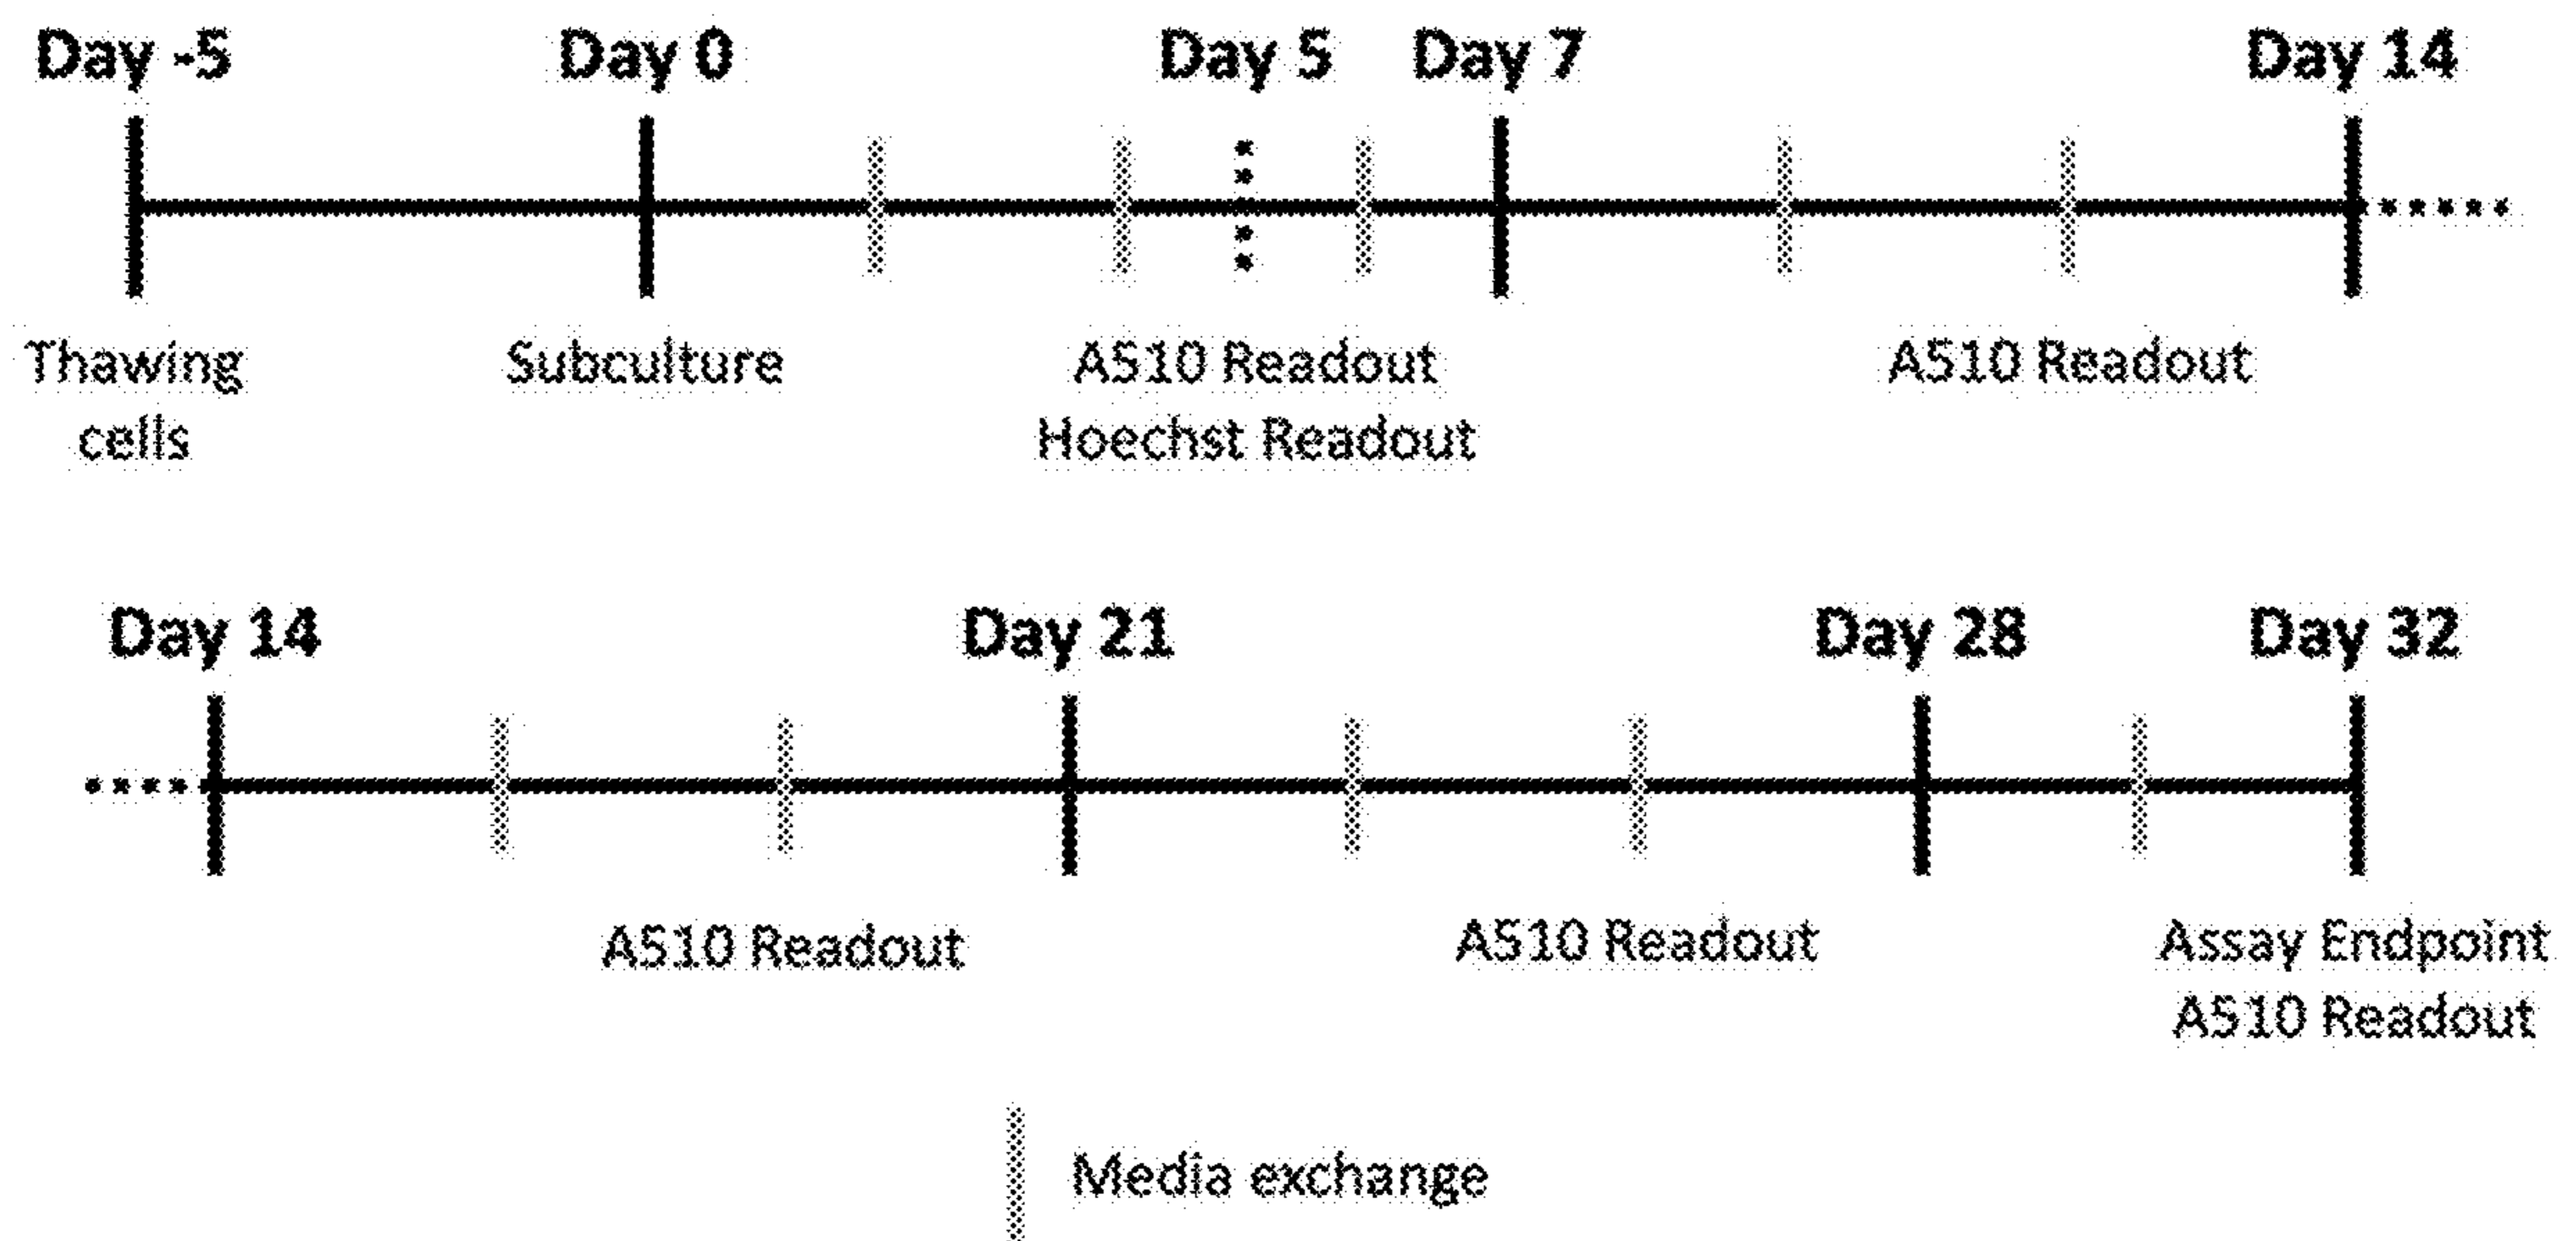 Day -5 Day 0 Day 5 Day 7 Day 14
Thawing cells
Subculture
AS10 Readout
Hoechst Readout
AS10 Readout
Day 14 Day 21 Day 28 Day 32
AS10 Readout
AS10 Readout
Assay Endpoint
AS10 Readout
Media exchange